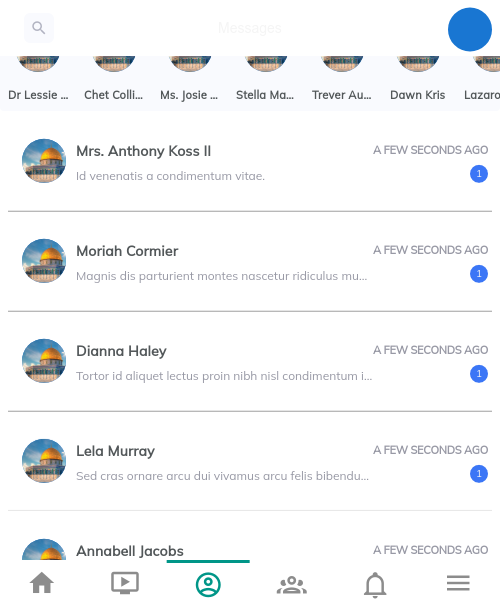 Messages
Dr Lessie ...
Chet Colli...
Ms. Josie ...
Stella Ma...
Trever Au...
Dawn Kris
Lazaro
Mrs. Anthony Koss II
A FEW SECONDS AGO
Id venenatis a condimentum vitae.
1
Moriah Cormier
A FEW SECONDS AGO
Magnis dis parturient montes nascetur ridiculus mu...
1
Dianna Haley
A FEW SECONDS AGO
Tortor id aliquet lectus proin nibh nisl condimentum i...
1
Lela Murray
A FEW SECONDS AGO
Sed cras ornare arcu dui vivamus arcu felis bibendu...
1
Annabell Jacobs
A FEW SECONDS AGO